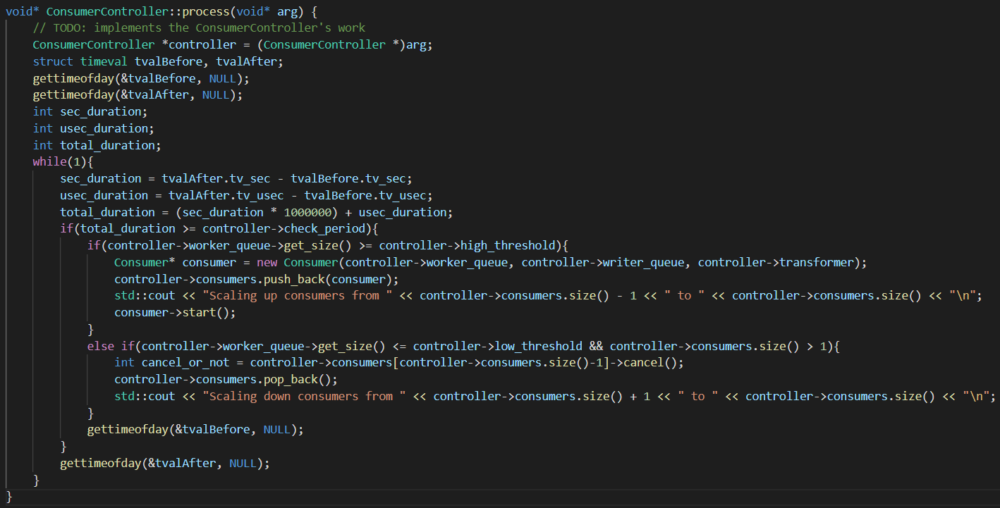 void* ConsumerController::process(void* arg) {
    // TODO: implements the ConsumerController's work
    ConsumerController *controller = (ConsumerController *)arg;
    struct timeval tvalBefore, tvalAfter;
    gettimeofday(&tvalBefore, NULL);
    gettimeofday(&tvalAfter, NULL);
    int sec_duration;
    int usec_duration;
    int total_duration;
    while(1){
        sec_duration = tvalAfter.tv_sec - tvalBefore.tv_sec;
        usec_duration = tvalAfter.tv_usec - tvalBefore.tv_usec;
        total_duration = (sec_duration * 1000000) + usec_duration;
        if(total_duration >= controller->check_period){
            if(controller->worker_queue->get_size() >= controller->high_threshold){
                Consumer* consumer = new Consumer(controller->worker_queue, controller->writer_queue, controller->transformer);
                controller->consumers.push_back(consumer);
                std::cout << "Scaling up consumers from " << controller->consumers.size() - 1 << " to " << controller->consumers.size() << "\n";
                consumer->start();
            }
            else if(controller->worker_queue->get_size() <= controller->low_threshold && controller->consumers.size() > 1){
                int cancel_or_not = controller->consumers[controller->consumers.size()-1]->cancel();
                controller->consumers.pop_back();
                std::cout << "Scaling down consumers from " << controller->consumers.size() + 1 << " to " << controller->consumers.size() << "\n";
            }
            gettimeofday(&tvalBefore, NULL);
        }
        gettimeofday(&tvalAfter, NULL);
    }
}